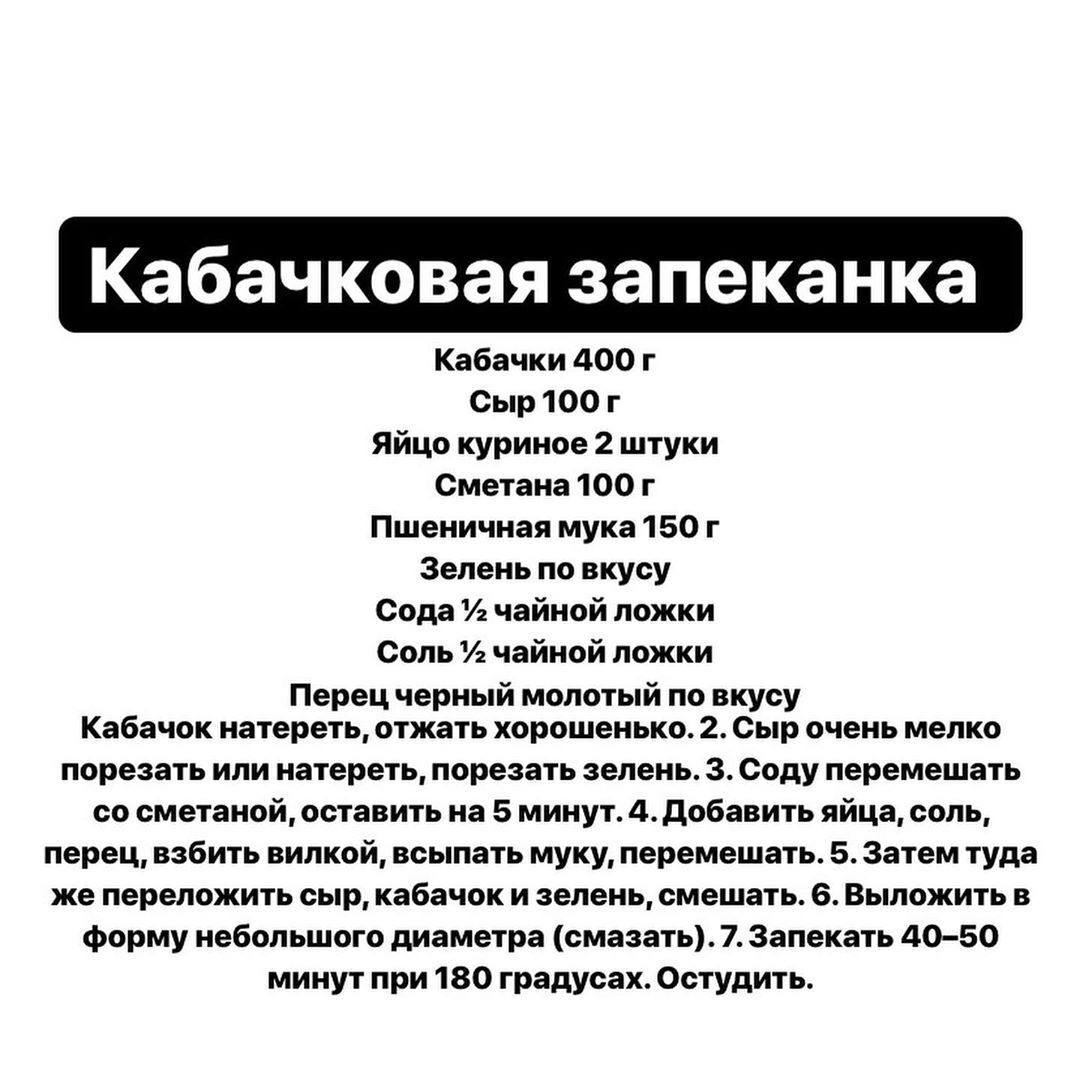 Кабачковая запеканка
Кабачки 400 г
Сыр 100 г
Яйцо куриное 2 штуки
Сметана 100 г
Пшеничная мука 150 г
Зелень по вкусу
Сода ½ чайной ложки
Соль ½ чайной ложки
Перец черный молотый по вкусу
Кабачок натереть, отжать хорошенько. 2. Сыр очень мелко
порезать или натереть, порезать зелень. 3. Соду перемешать
со сметаной, оставить на 5 минут. 4. Добавить яйца, соль,
перец, взбить вилкой, всыпать муку, перемешать. 5. Затем туда
же переложить сыр, кабачок и зелень, смешать. 6. Выложить в
форму небольшого диаметра (смазать). 7. Запекать 40–50
минут при 180 градусах. Остудить.